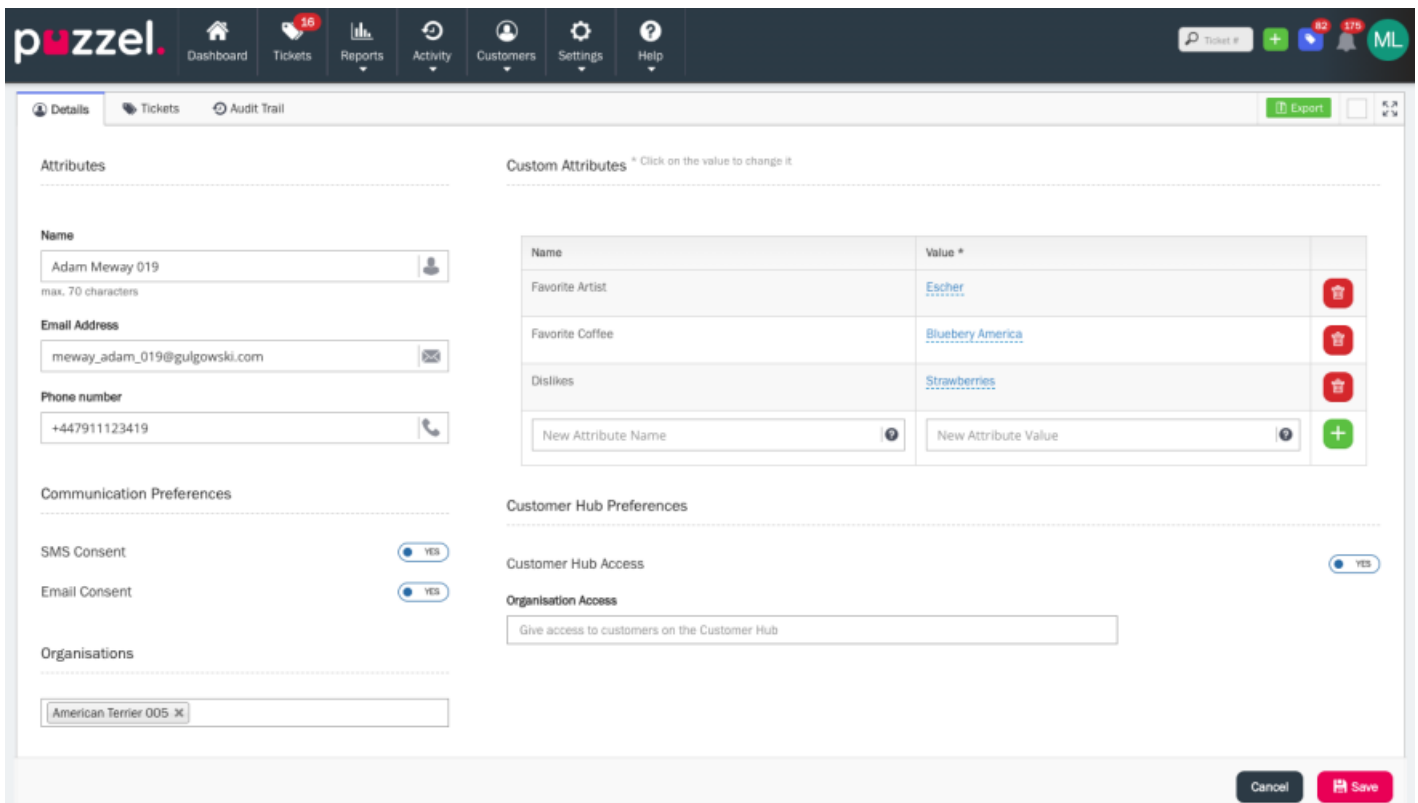 puzzel.
Dashboard
16
Tickets
Reports
Activity
Customers
Settings
Help
Ticket #
82
175
ML
Details
Tickets
Audit Trail
Export
Attributes
Name
Adam Meway 019
max. 70 characters
Email Address
meway_adam_019@gulgowski.com
Phone number
+447911123419
Communication Preferences
SMS Consent YES
Email Consent YES
Organisations
American Terrier 005 ×
Custom Attributes * Click on the value to change it
Name Value *
Favorite Artist Escher
Favorite Coffee Bluebery America
Dislikes Strawberries
New Attribute Name New Attribute Value
Customer Hub Preferences
Customer Hub Access YES
Organisation Access
Give access to customers on the Customer Hub
Cancel
Save